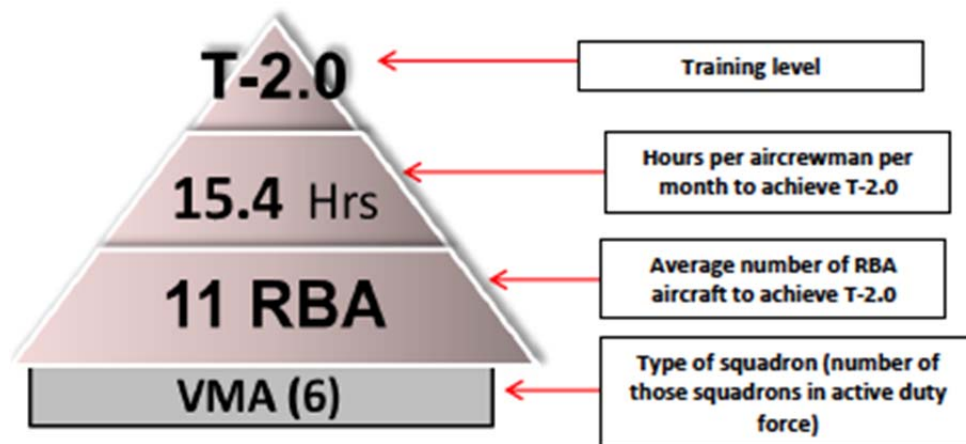 T-2.0
Training level
15.4 Hrs
Hours per aircrewman per
month to achieve T-2.0
11 RBA
Average number of RBA
aircraft to achieve T-2.0
VMA (6)
Type of squadron (number of
those squadrons in active duty
force)